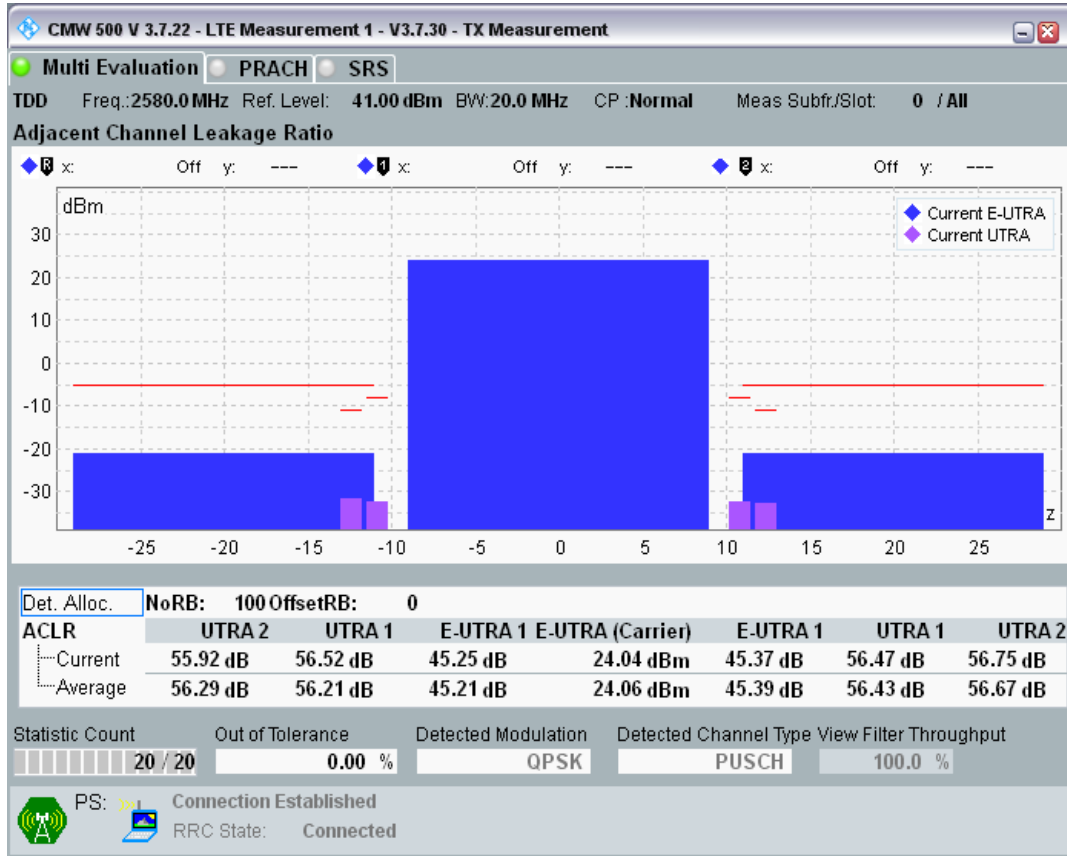 CMW 500 V 3.7.22 - LTE Measurement 1 - V3.7.30 - TX Measurement
Multi Evaluation PRACH SRS
TDD Freq.:2580.0 MHz Ref. Level: 41.00 dBm BW:20.0 MHz CP :Normal Meas Subfr./Slot: 0 / All
Adjacent Channel Leakage Ratio
R x: Off y: --- 1 x: Off y: --- 2 x: Off y: ---
dBm
Current E-UTRA
Current UTRA
30
20
10
0
-10
-20
-30
z
-25 -20 -15 -10 -5 0 5 10 15 20 25
Det. Alloc. NoRB: 100 OffsetRB: 0
ACLR UTRA 2 UTRA 1 E-UTRA 1 E-UTRA (Carrier) E-UTRA 1 UTRA 1 UTRA 2
Current 55.92 dB 56.52 dB 45.25 dB 24.04 dBm 45.37 dB 56.47 dB 56.75 dB
Average 56.29 dB 56.21 dB 45.21 dB 24.06 dBm 45.39 dB 56.43 dB 56.67 dB
Statistic Count Out of Tolerance Detected Modulation Detected Channel Type View Filter Throughput
20 / 20 0.00 % QPSK PUSCH 100.0 %
PS: Connection Established
RRC State: Connected